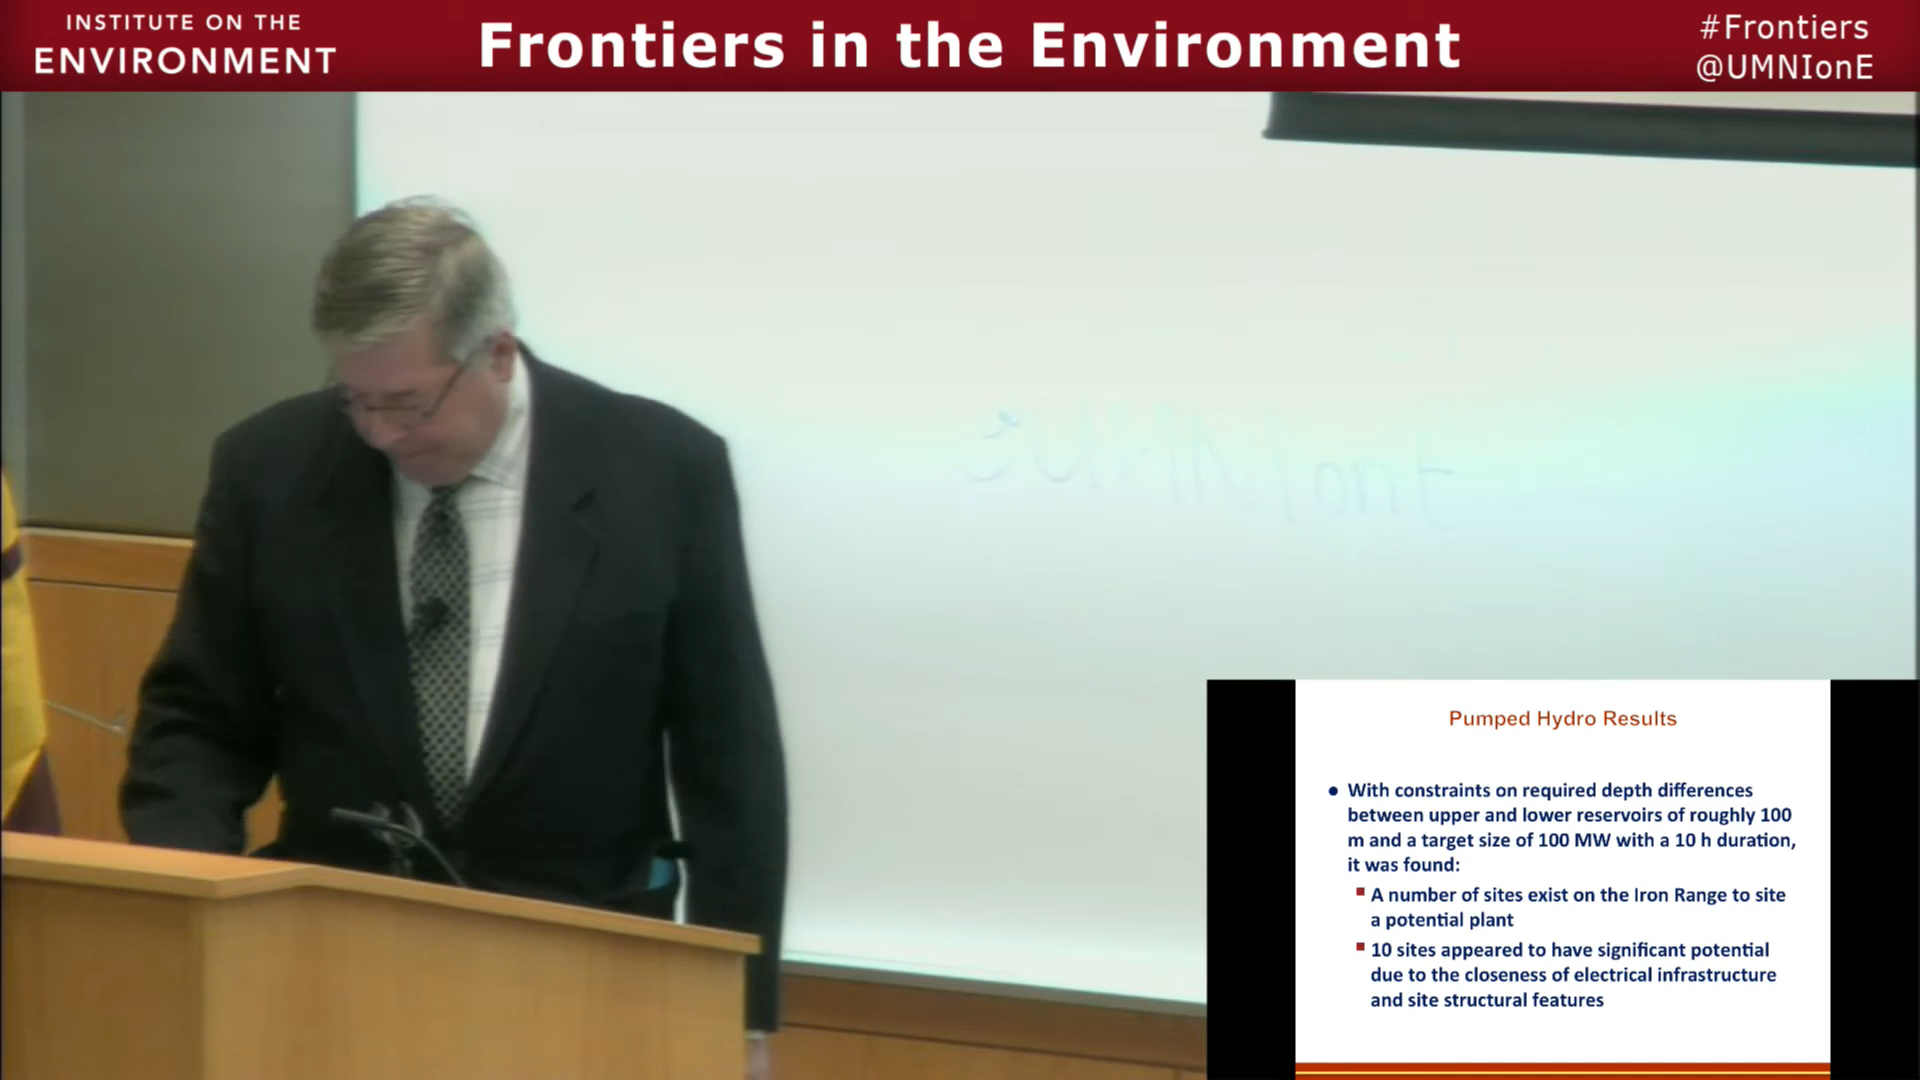 INSTITUTE ON THE
ENVIRONMENT
Frontiers in the Environment
#Frontiers
@UMNIonE
Pumped Hydro Results
● With constraints on required depth differences
between upper and lower reservoirs of roughly 100
m and a target size of 100 MW with a 10 h duration,
it was found:
▪ A number of sites exist on the Iron Range to site
a potential plant
▪ 10 sites appeared to have significant potential
due to the closeness of electrical infrastructure
and site structural features